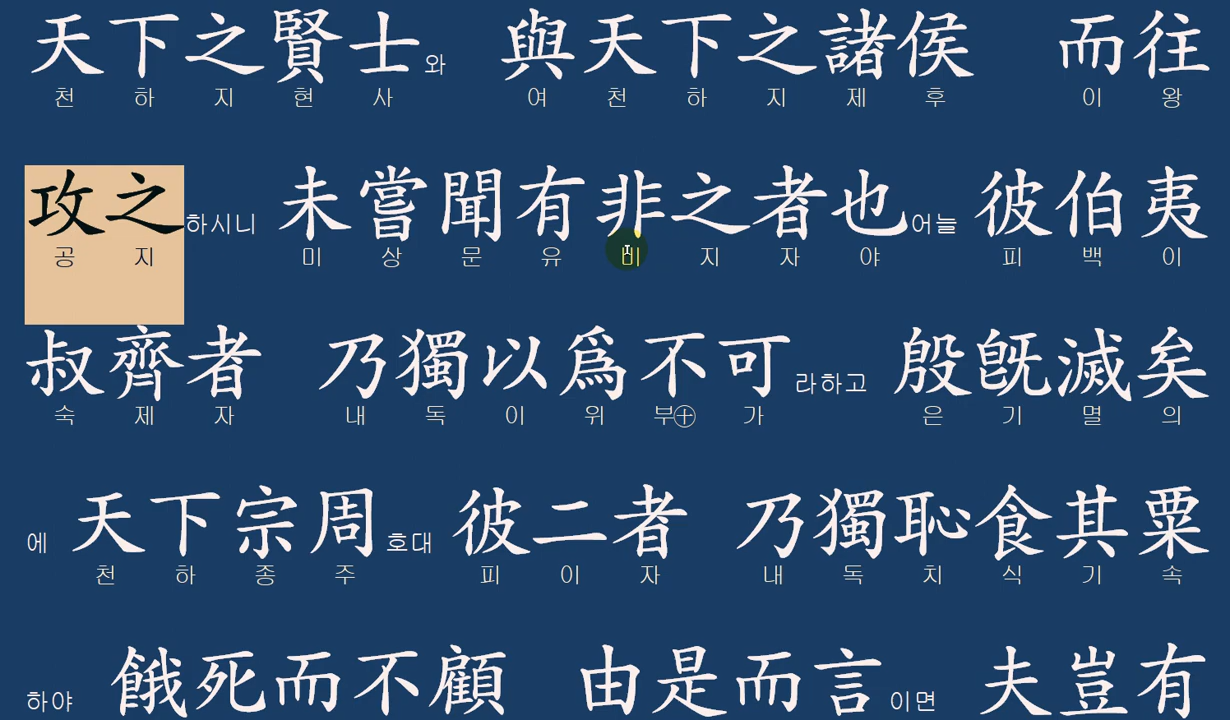 天下之賢士와 與天下之諸侯 而往
천 하 지 현 사 여 천 하 지 제 후 이 왕
攻之하시니 未嘗聞有非之者也어늘 彼伯夷
공 지 미 상 문 유 비 지 자 야 피 백 이
叔齊者 乃獨以爲不可라하고 殷旣滅矣
숙 제 자 내 독 이 위 부㊉ 가 은 기 멸 의
에 天下宗周호대 彼二者 乃獨恥食其粟
천 하 종 주 피 이 자 내 독 치 식 기 속
하야 餓死而不顧 由是而言이면 夫豈有